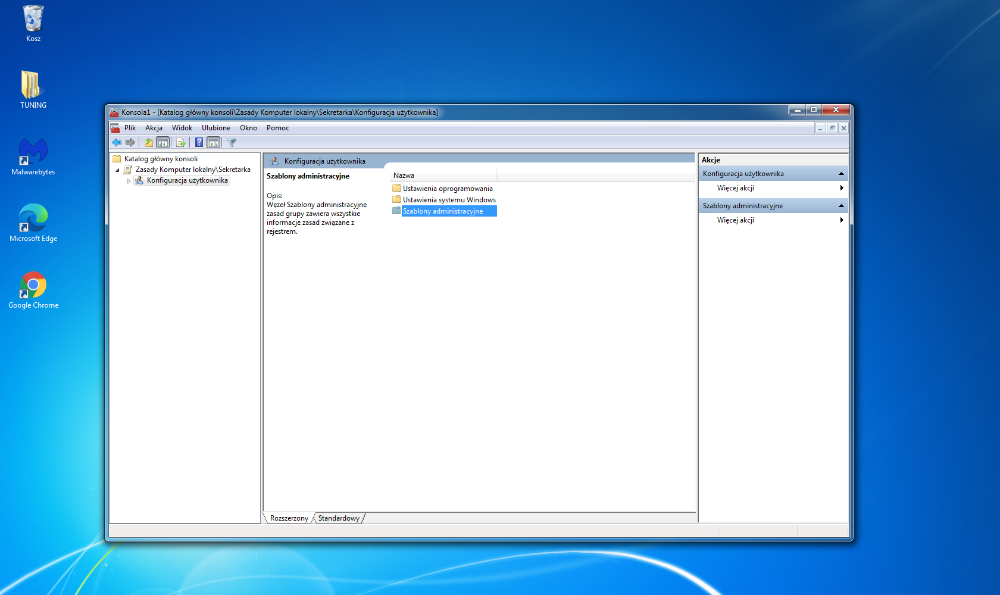 Kosz
TUNING
Malwarebytes
Microsoft Edge
Google Chrome
Konsola1 - [Katalog główny konsoli\Zasady Komputer lokalny\Sekretarka\Konfiguracja użytkownika]
Plik Akcja Widok Ulubione Okno Pomoc
Katalog główny konsoli
Zasady Komputer lokalny\Sekretarka
Konfiguracja użytkownika
Konfiguracja użytkownika
Szablony administracyjne
Opis:
Węzeł Szablony administracyjne
zasad grupy zawiera wszystkie
informacje zasad związane z
rejestrem.
Nazwa
Ustawienia oprogramowania
Ustawienia systemu Windows
Szablony administracyjne
Rozszerzony Standardowy
Akcje
Konfiguracja użytkownika
Więcej akcji
Szablony administracyjne
Więcej akcji